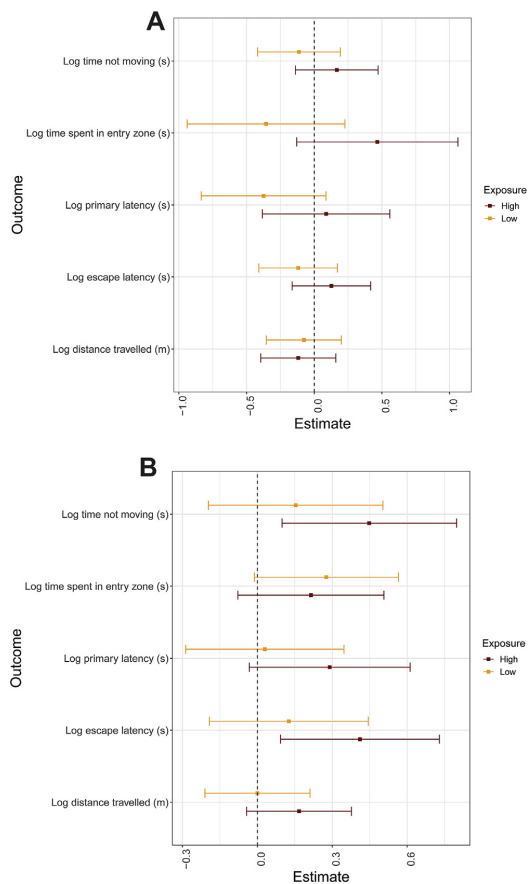 A
Outcome
Log time not moving (s)
Log time spent in entry zone (s)
Log primary latency (s)
Log escape latency (s)
Log distance travelled (m)
−1.0
−0.5
0.0
0.5
1.0
Estimate
Exposure
High
Low
B
Outcome
Log time not moving (s)
Log time spent in entry zone (s)
Log primary latency (s)
Log escape latency (s)
Log distance travelled (m)
−0.3
0.0
0.3
0.6
Estimate
Exposure
High
Low